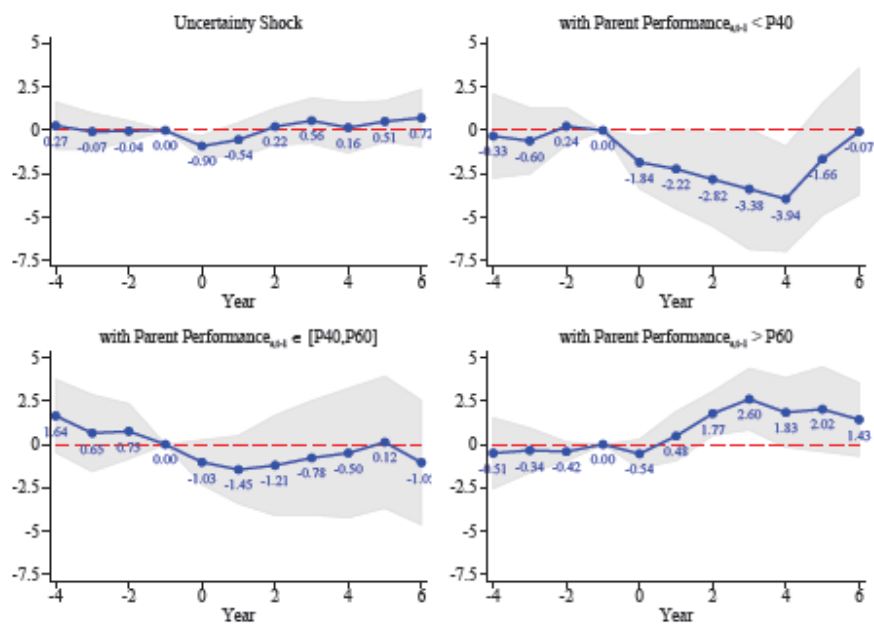 Uncertainty Shock
5
2.5
0
-2.5
-5
-7.5
0.27 -0.07 -0.04 0.00 -0.90 -0.54 0.22 0.56 0.16 0.51 0.72
-4 -2 0 2 4 6
Year
with Parent Performance < P40
5
2.5
0
-2.5
-5
-7.5
-0.33 -0.60 0.24 0.00 -1.84 -2.22 -2.82 -3.38 -3.94 -1.66 -0.07
-4 -2 0 2 4 6
Year
with Parent Performance ∈ [P40,P60]
5
2.5
0
-2.5
-5
-7.5
1.64 0.65 0.73 0.00 -1.03 -1.45 -1.21 -0.78 -0.50 0.12
-4 -2 0 2 4 6
Year
with Parent Performance > P60
5
2.5
0
-2.5
-5
-7.5
-0.51 -0.34 -0.42 0.00 -0.54 0.48 1.77 2.60 1.83 2.02 1.43
-4 -2 0 2 4 6
Year